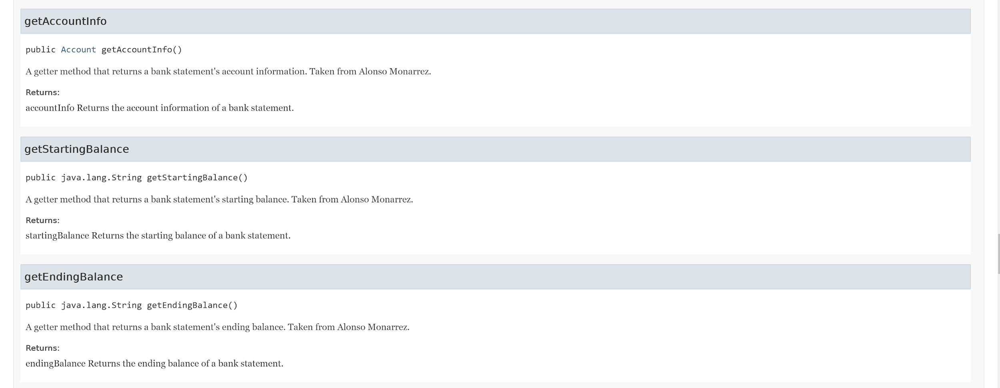 getAccountInfo
public Account getAccountInfo()
A getter method that returns a bank statement's account information. Taken from Alonso Monarrez.
Returns:
accountInfo Returns the account information of a bank statement.
getStartingBalance
public java.lang.String getStartingBalance()
A getter method that returns a bank statement's starting balance. Taken from Alonso Monarrez.
Returns:
startingBalance Returns the starting balance of a bank statement.
getEndingBalance
public java.lang.String getEndingBalance()
A getter method that returns a bank statement's ending balance. Taken from Alonso Monarrez.
Returns:
endingBalance Returns the ending balance of a bank statement.